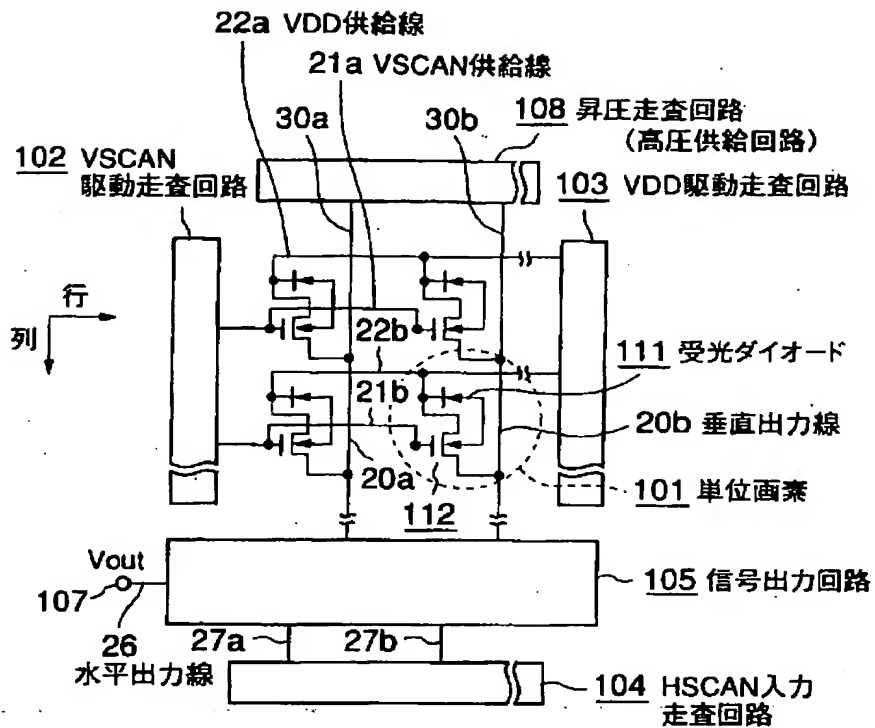 22a VDD供給線
21a VSCAN供給線
30a
30b
108 昇圧走査回路
(高圧供給回路)
102 VSCAN
駆動走査回路
103 VDD駆動走査回路
行
列
22b
21b
111 受光ダイオード
20b 垂直出力線
20a
112
101 単位画素
Vout
107
105 信号出力回路
26
27a
27b
水平出力線
104 HSCAN入力
走査回路